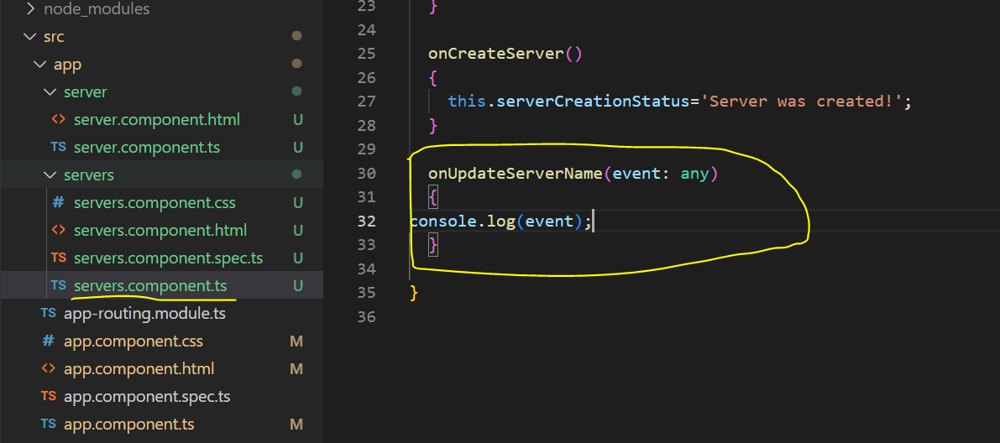 node_modules
src
app
server
<> server.component.html U
TS server.component.ts U
servers
# servers.component.css U
<> servers.component.html U
TS servers.component.spec.ts U
TS servers.component.ts U
TS app-routing.module.ts
# app.component.css M
<> app.component.html M
TS app.component.spec.ts
TS app.component.ts M
23 }
24
25 onCreateServer()
26 {
27 this.serverCreationStatus='Server was created!';
28 }
29
30 onUpdateServerName(event: any)
31 {
32 console.log(event);
33 }
34
35 }
36